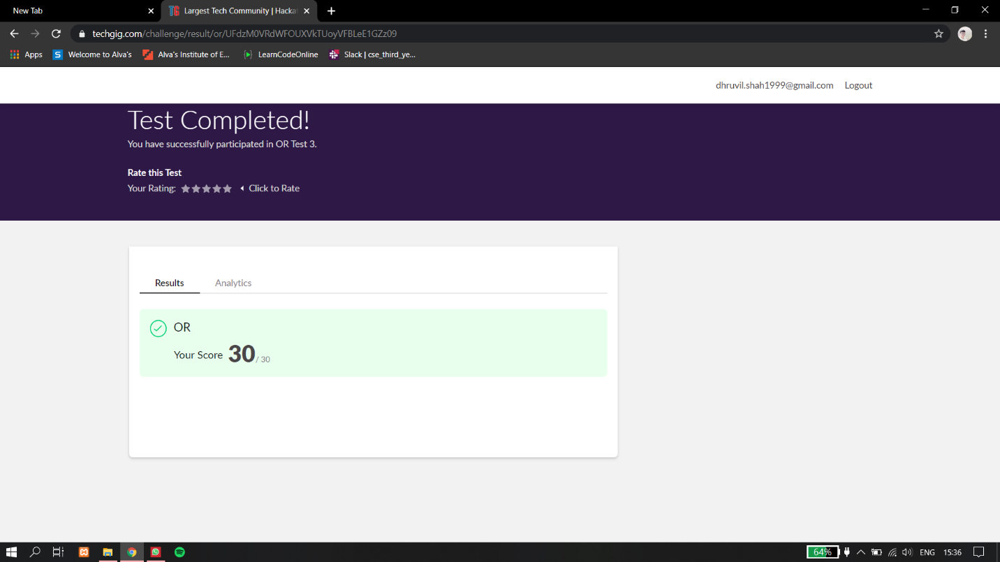 New Tab
Largest Tech Community | Hacka
techgig.com/challenge/result/or/UFdzM0VRdWFOUXVkTUoyVFBLeE1GZz09
Apps
Welcome to Alva's
Alva's Institute of E...
LearnCodeOnline
Slack | cse_third_ye...
dhruvil.shah1999@gmail.com Logout
Test Completed!
You have successfully participated in OR Test 3.
Rate this Test
Your Rating: Click to Rate
Results Analytics
OR
Your Score 30/ 30
64% ENG 15:36